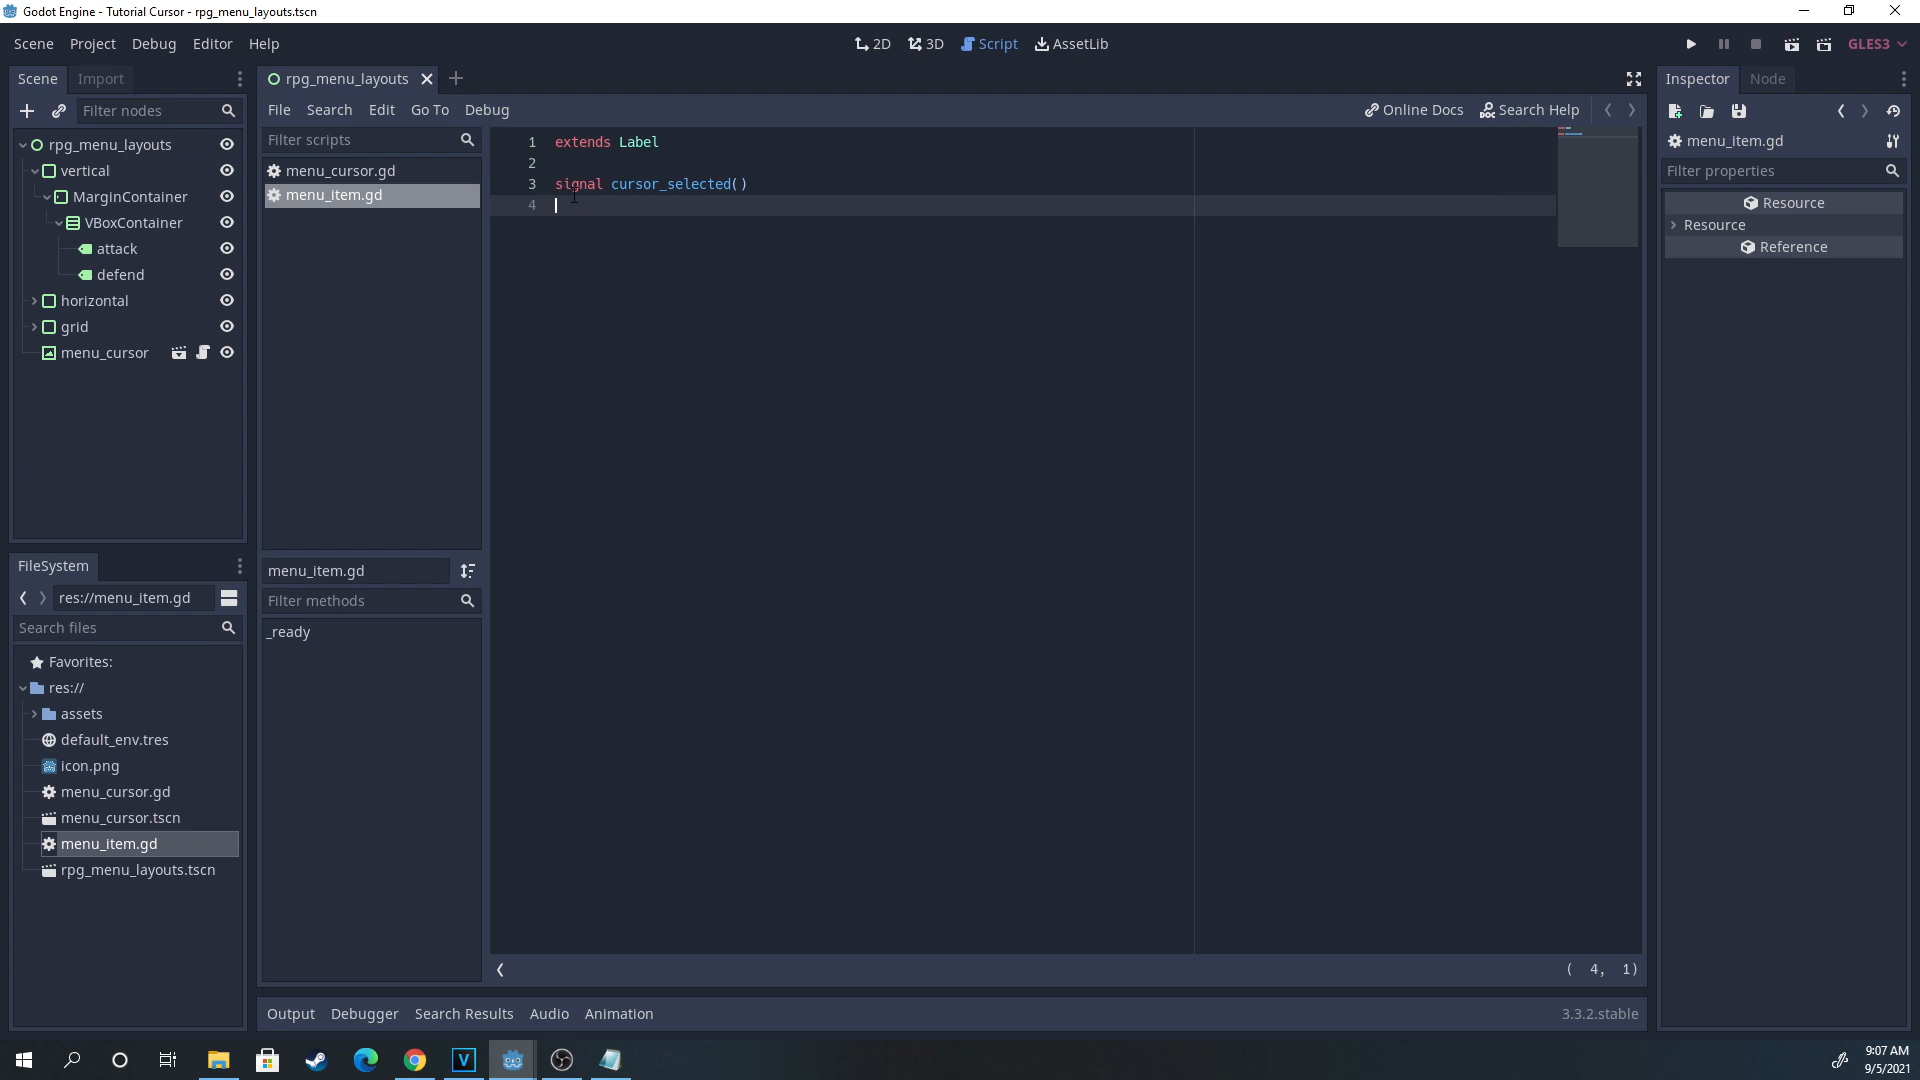 Godot Engine - Tutorial Cursor - rpg_menu_layouts.tscn
Scene Project Debug Editor Help
2D 3D Script AssetLib
GLES3
Scene Import
Filter nodes
rpg_menu_layouts
vertical
MarginContainer
VBoxContainer
attack
defend
horizontal
grid
menu_cursor
FileSystem
res://menu_item.gd
Search files
Favorites:
res://
assets
default_env.tres
icon.png
menu_cursor.gd
menu_cursor.tscn
menu_item.gd
rpg_menu_layouts.tscn
rpg_menu_layouts
File Search Edit Go To Debug
Online Docs Search Help
Filter scripts
menu_cursor.gd
menu_item.gd
menu_item.gd
Filter methods
_ready
1 extends Label
2
3 signal cursor_selected()
4
( 4, 1)
Output Debugger Search Results Audio Animation
3.3.2.stable
Inspector Node
menu_item.gd
Filter properties
Resource
Resource
Reference
V
9:07 AM
9/5/2021